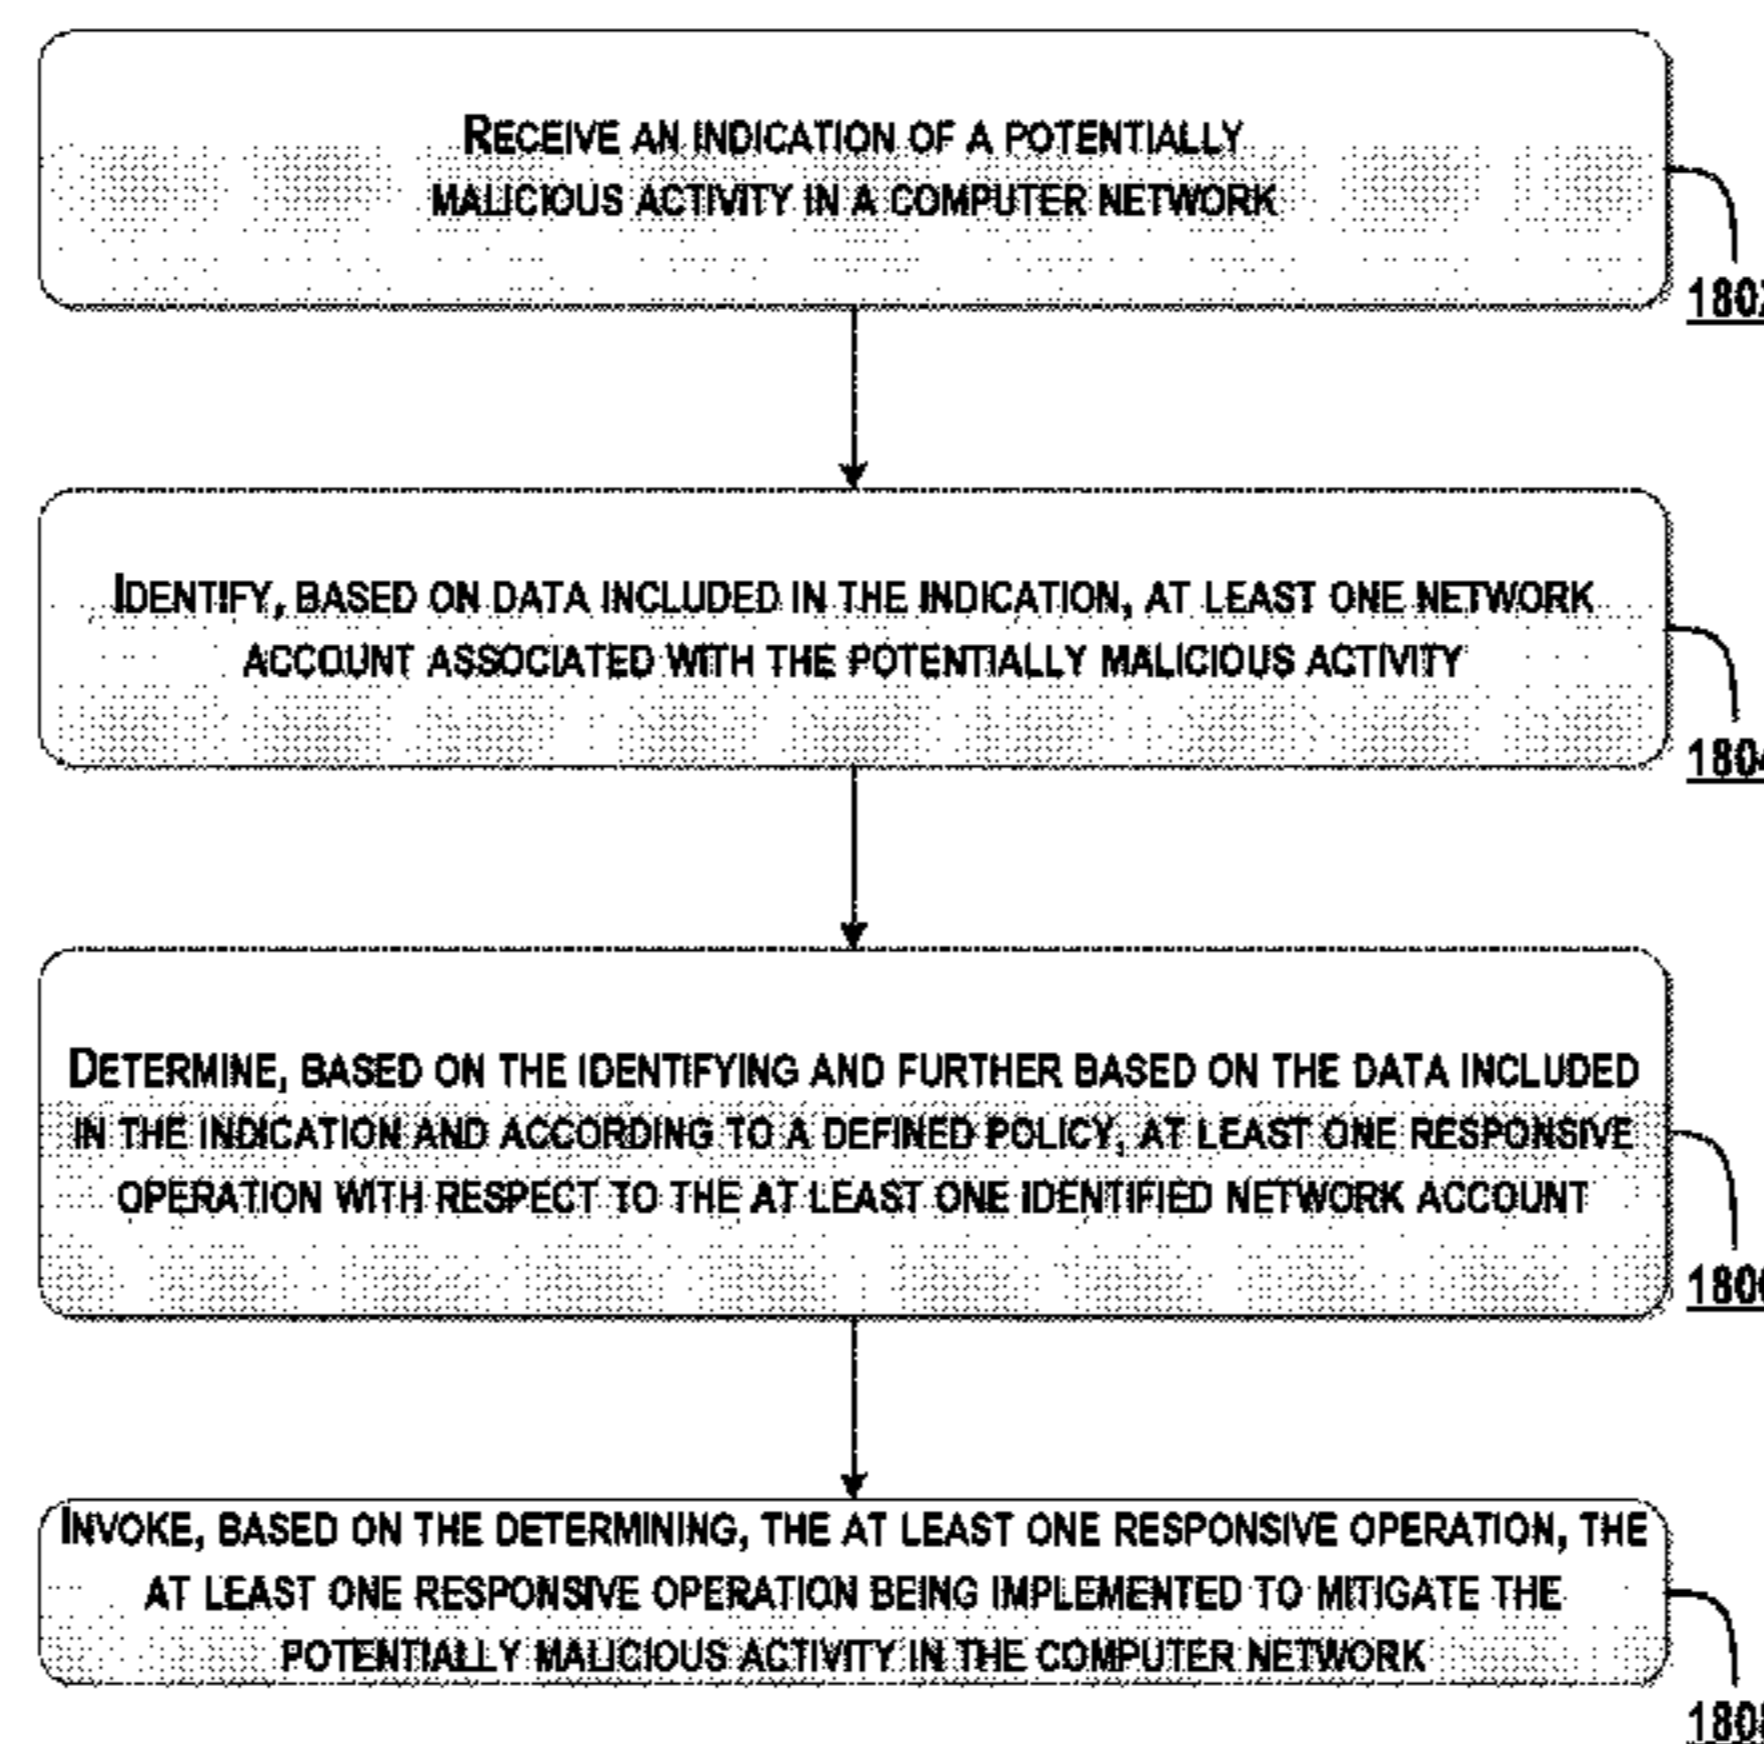 RECEIVE AN INDICATION OF A POTENTIALLY
MALICIOUS ACTIVITY IN A COMPUTER NETWORK
1802
IDENTIFY, BASED ON DATA INCLUDED IN THE INDICATION, AT LEAST ONE NETWORK
ACCOUNT ASSOCIATED WITH THE POTENTIALLY MALICIOUS ACTIVITY
1804
DETERMINE, BASED ON THE IDENTIFYING AND FURTHER BASED ON THE DATA INCLUDED
IN THE INDICATION AND ACCORDING TO A DEFINED POLICY, AT LEAST ONE RESPONSIVE
OPERATION WITH RESPECT TO THE AT LEAST ONE IDENTIFIED NETWORK ACCOUNT
1806
INVOKE, BASED ON THE DETERMINING, THE AT LEAST ONE RESPONSIVE OPERATION, THE
AT LEAST ONE RESPONSIVE OPERATION BEING IMPLEMENTED TO MITIGATE THE
POTENTIALLY MALICIOUS ACTIVITY IN THE COMPUTER NETWORK
1808